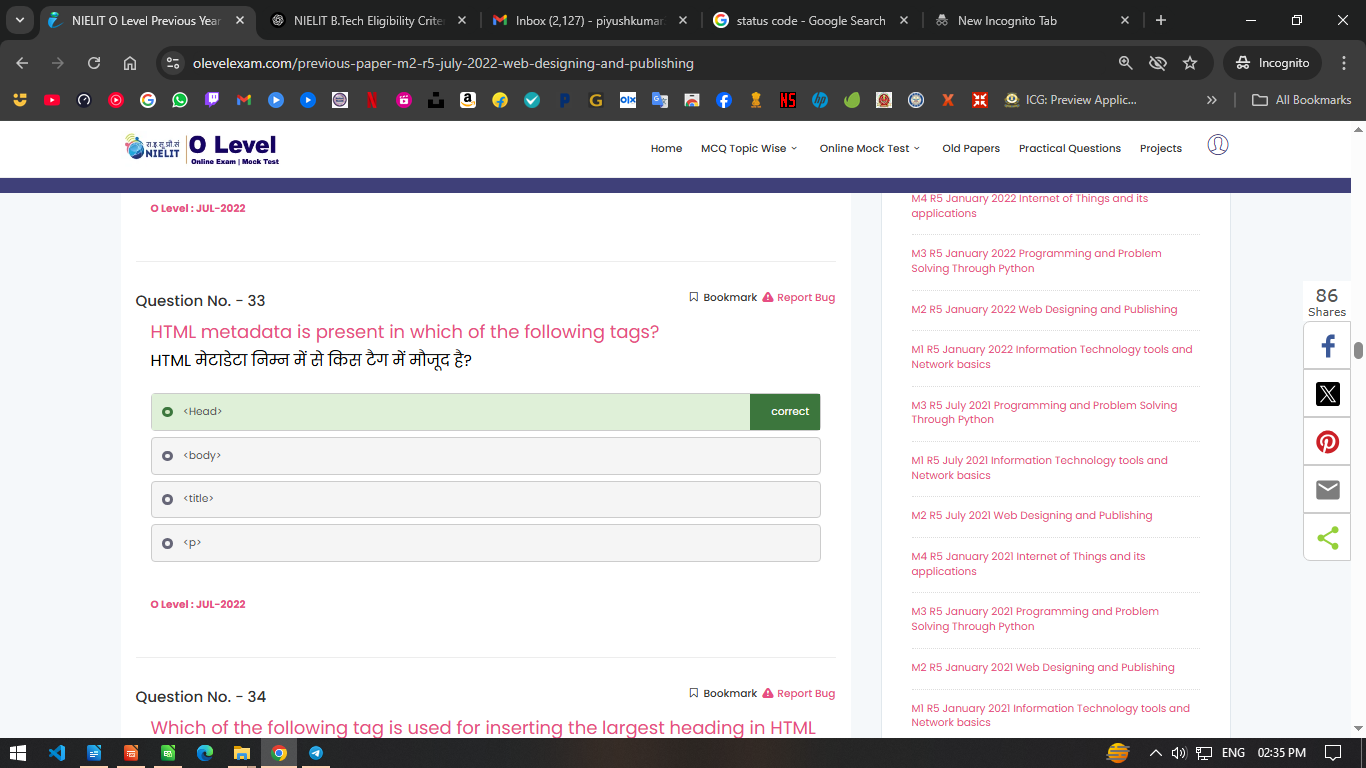 NIELIT O Level Previous Year
NIELIT B.Tech Eligibility Crite
Inbox (2,127) - piyushkumar
status code - Google Search
New Incognito Tab
olevelexam.com/previous-paper-m2-r5-july-2022-web-designing-and-publishing
Incognito
ICG: Preview Applic...
All Bookmarks
रा.इ.सू.प्रौ.सं
NIELIT
O Level
Online Exam | Mock Test
Home
MCQ Topic Wise
Online Mock Test
Old Papers
Practical Questions
Projects
O Level : JUL-2022
Question No. - 33
Bookmark
Report Bug
HTML metadata is present in which of the following tags?
HTML मेटाडेटा निम्न में से किस टैग में मौजूद है?
<Head>
correct
<body>
<title>
<p>
O Level : JUL-2022
Question No. - 34
Bookmark
Report Bug
Which of the following tag is used for inserting the largest heading in HTML
M4 R5 January 2022 Internet of Things and its
applications
M3 R5 January 2022 Programming and Problem
Solving Through Python
M2 R5 January 2022 Web Designing and Publishing
M1 R5 January 2022 Information Technology tools and
Network basics
M3 R5 July 2021 Programming and Problem Solving
Through Python
M1 R5 July 2021 Information Technology tools and
Network basics
M2 R5 July 2021 Web Designing and Publishing
M4 R5 January 2021 Internet of Things and its
applications
M3 R5 January 2021 Programming and Problem
Solving Through Python
M2 R5 January 2021 Web Designing and Publishing
M1 R5 January 2021 Information Technology tools and
Network basics
86
Shares
ENG
02:35 PM